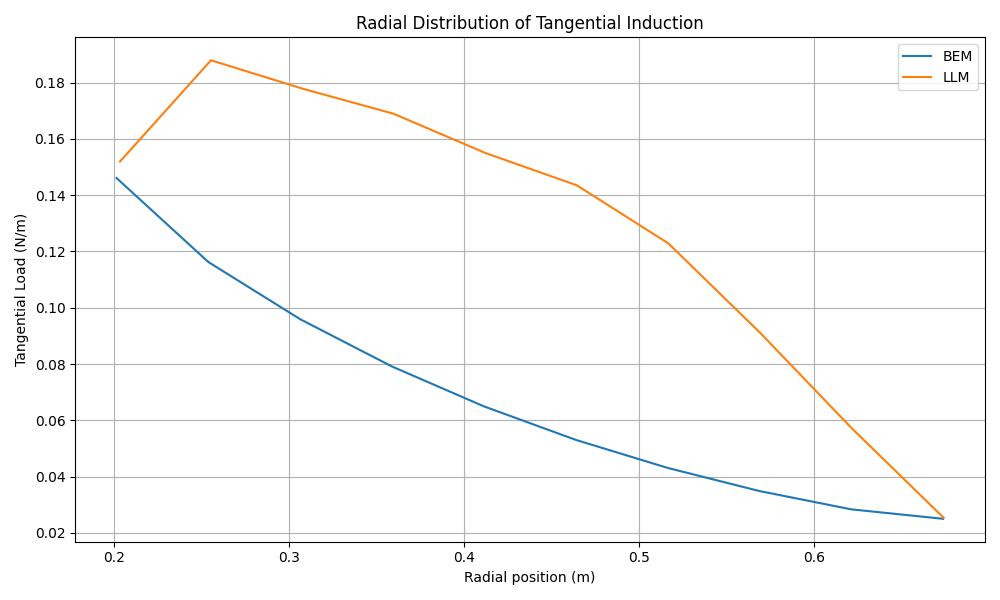 Radial Distribution of Tangential Induction
BEM
LLM
Tangential Load (N/m)
0.18
0.16
0.14
0.12
0.10
0.08
0.06
0.04
0.02
0.2
0.3
0.4
0.5
0.6
Radial position (m)